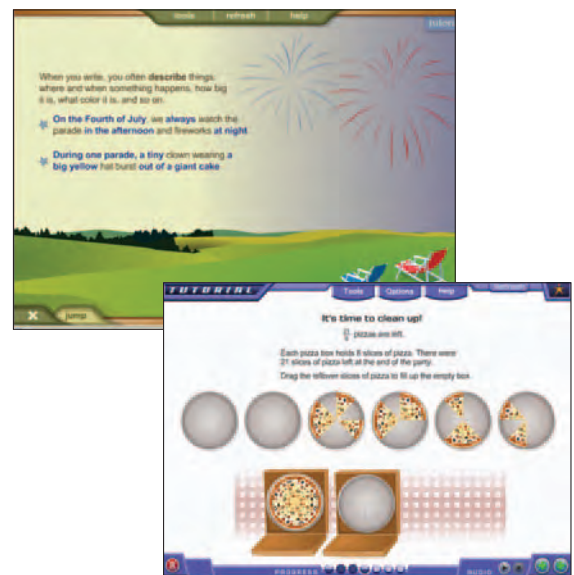 tools refresh help
When you write, you often describe things:
where and when something happens, how big
it is, what color it is, and so on.
On the Fourth of July, we always watch the
parade in the afternoon and fireworks at night.
During one parade, a tiny clown wearing a
big yellow hat burst out of a giant cake.
X jump
TUTORIAL Tools Options Help
It's time to clean up!
pizzas are left.
Each pizza box holds 8 slices of pizza. There were
21 slices of pizza left at the end of the party.
Drag the leftover slices of pizza to fill up the empty box.
PROGRESS AUDIO